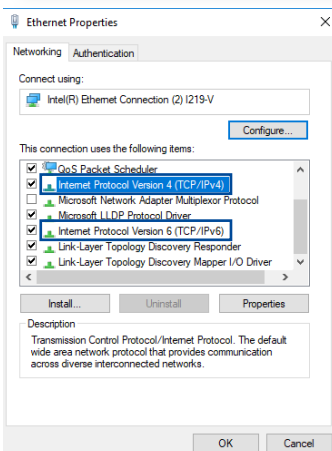 Ethernet Properties
Networking Authentication
Connect using:
Intel(R) Ethernet Connection (2) I219-V
Configure...
This connection uses the following items:
QoS Packet Scheduler
Internet Protocol Version 4 (TCP/IPv4)
Microsoft Network Adapter Multiplexor Protocol
Microsoft LLDP Protocol Driver
Internet Protocol Version 6 (TCP/IPv6)
Link-Layer Topology Discovery Responder
Link-Layer Topology Discovery Mapper I/O Driver
Install... Uninstall Properties
Description
Transmission Control Protocol/Internet Protocol. The default
wide area network protocol that provides communication
across diverse interconnected networks.
OK Cancel